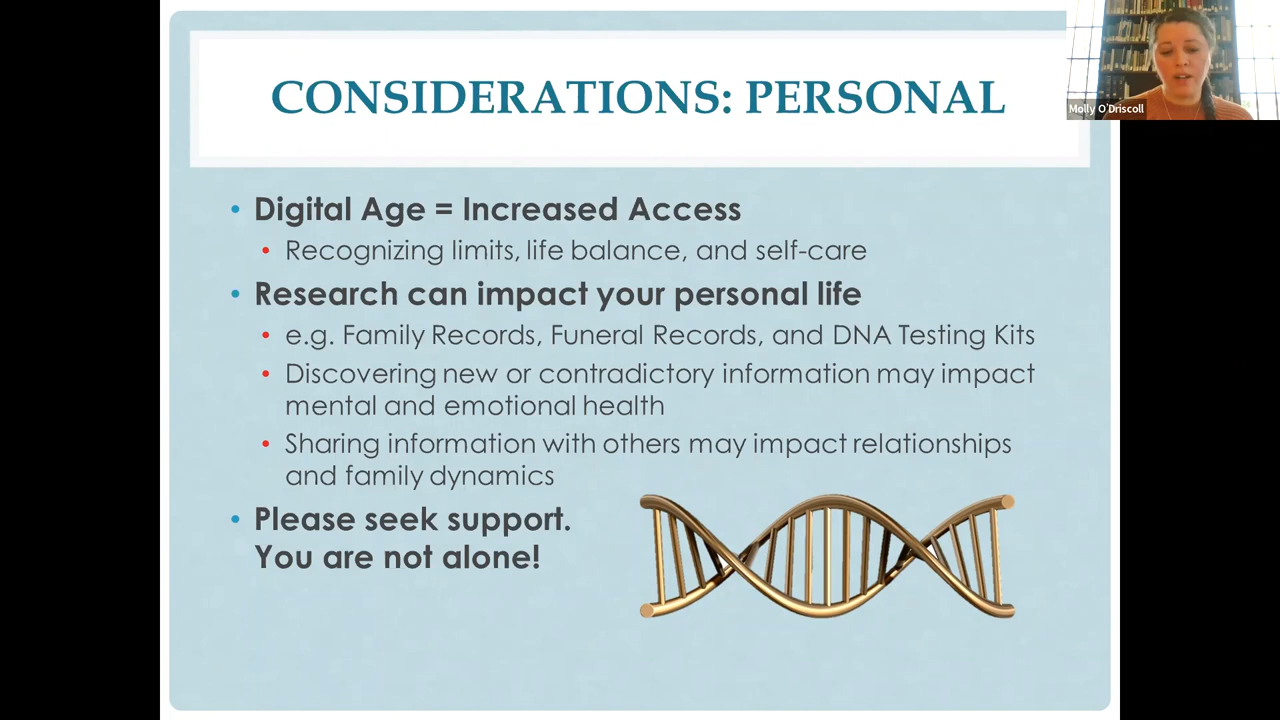 CONSIDERATIONS: PERSONAL
Molly O'Driscoll
• Digital Age = Increased Access
• Recognizing limits, life balance, and self-care
• Research can impact your personal life
• e.g. Family Records, Funeral Records, and DNA Testing Kits
• Discovering new or contradictory information may impact
mental and emotional health
• Sharing information with others may impact relationships
and family dynamics
• Please seek support.
You are not alone!